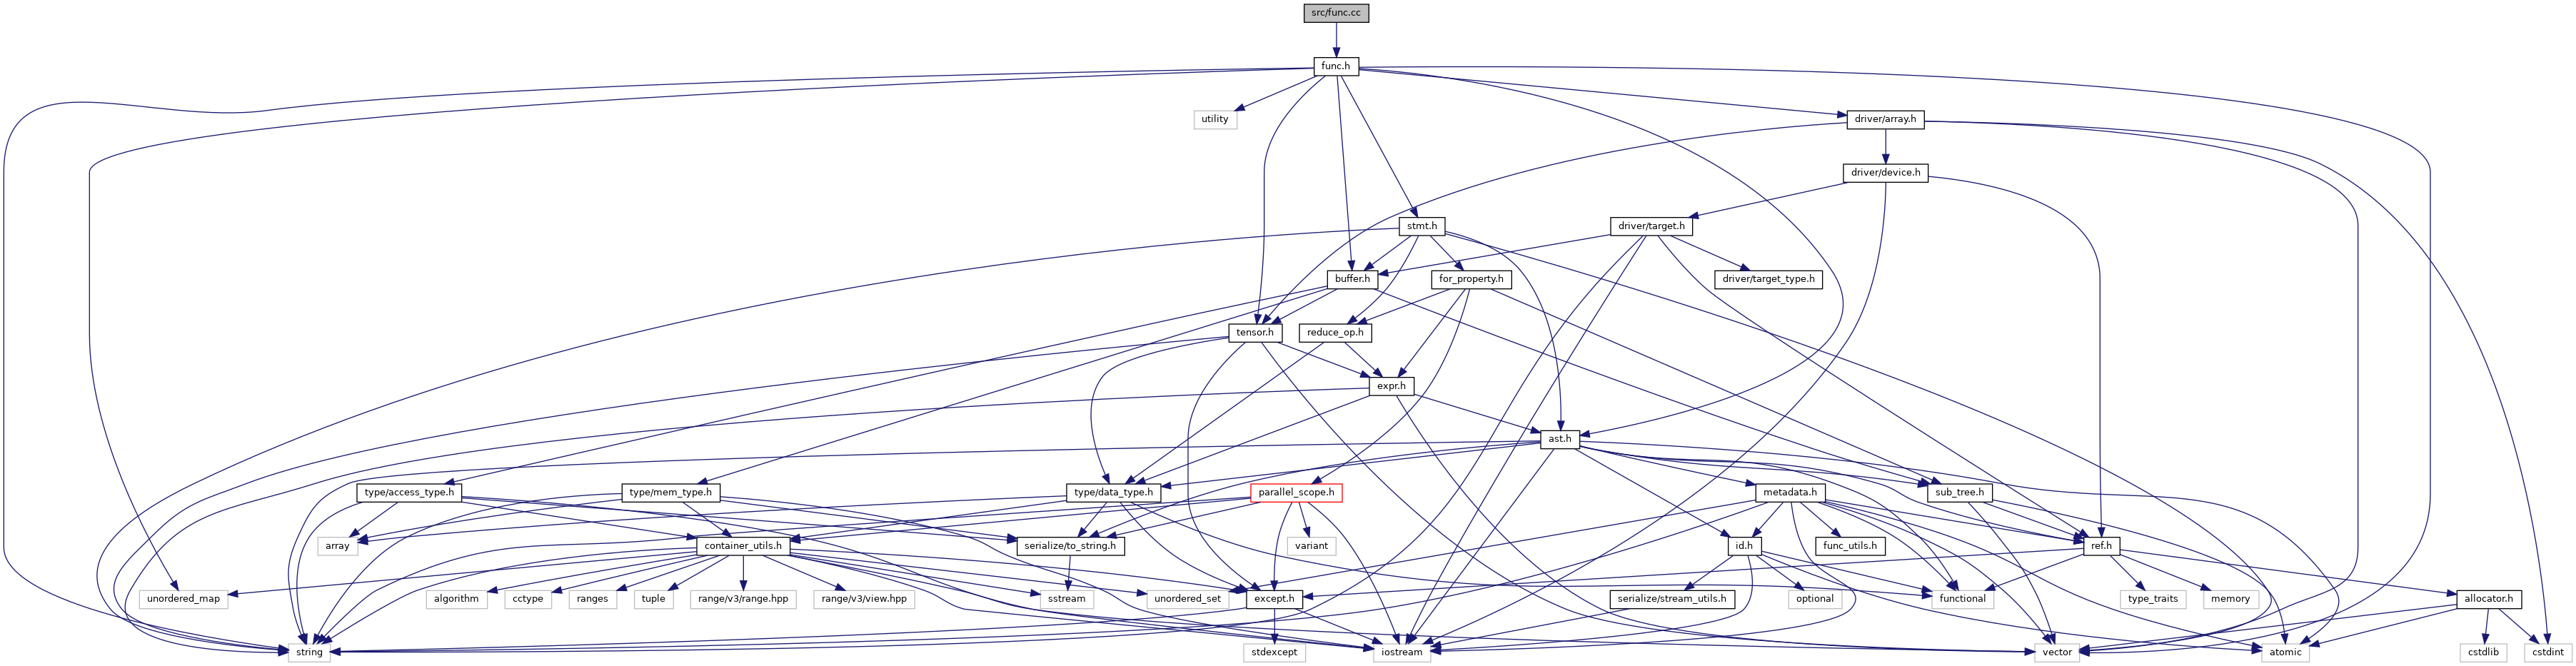 src/func.cc
func.h
utility
driver/array.h
driver/device.h
stmt.h
driver/target.h
buffer.h
for_property.h
driver/target_type.h
tensor.h
reduce_op.h
expr.h
ast.h
type/access_type.h
type/mem_type.h
type/data_type.h
parallel_scope.h
metadata.h
sub_tree.h
array
container_utils.h
serialize/to_string.h
variant
id.h
func_utils.h
ref.h
unordered_map
algorithm
cctype
ranges
tuple
range/v3/range.hpp
range/v3/view.hpp
sstream
unordered_set
except.h
serialize/stream_utils.h
optional
functional
type_traits
memory
allocator.h
string
stdexcept
iostream
vector
atomic
cstdlib
cstdint